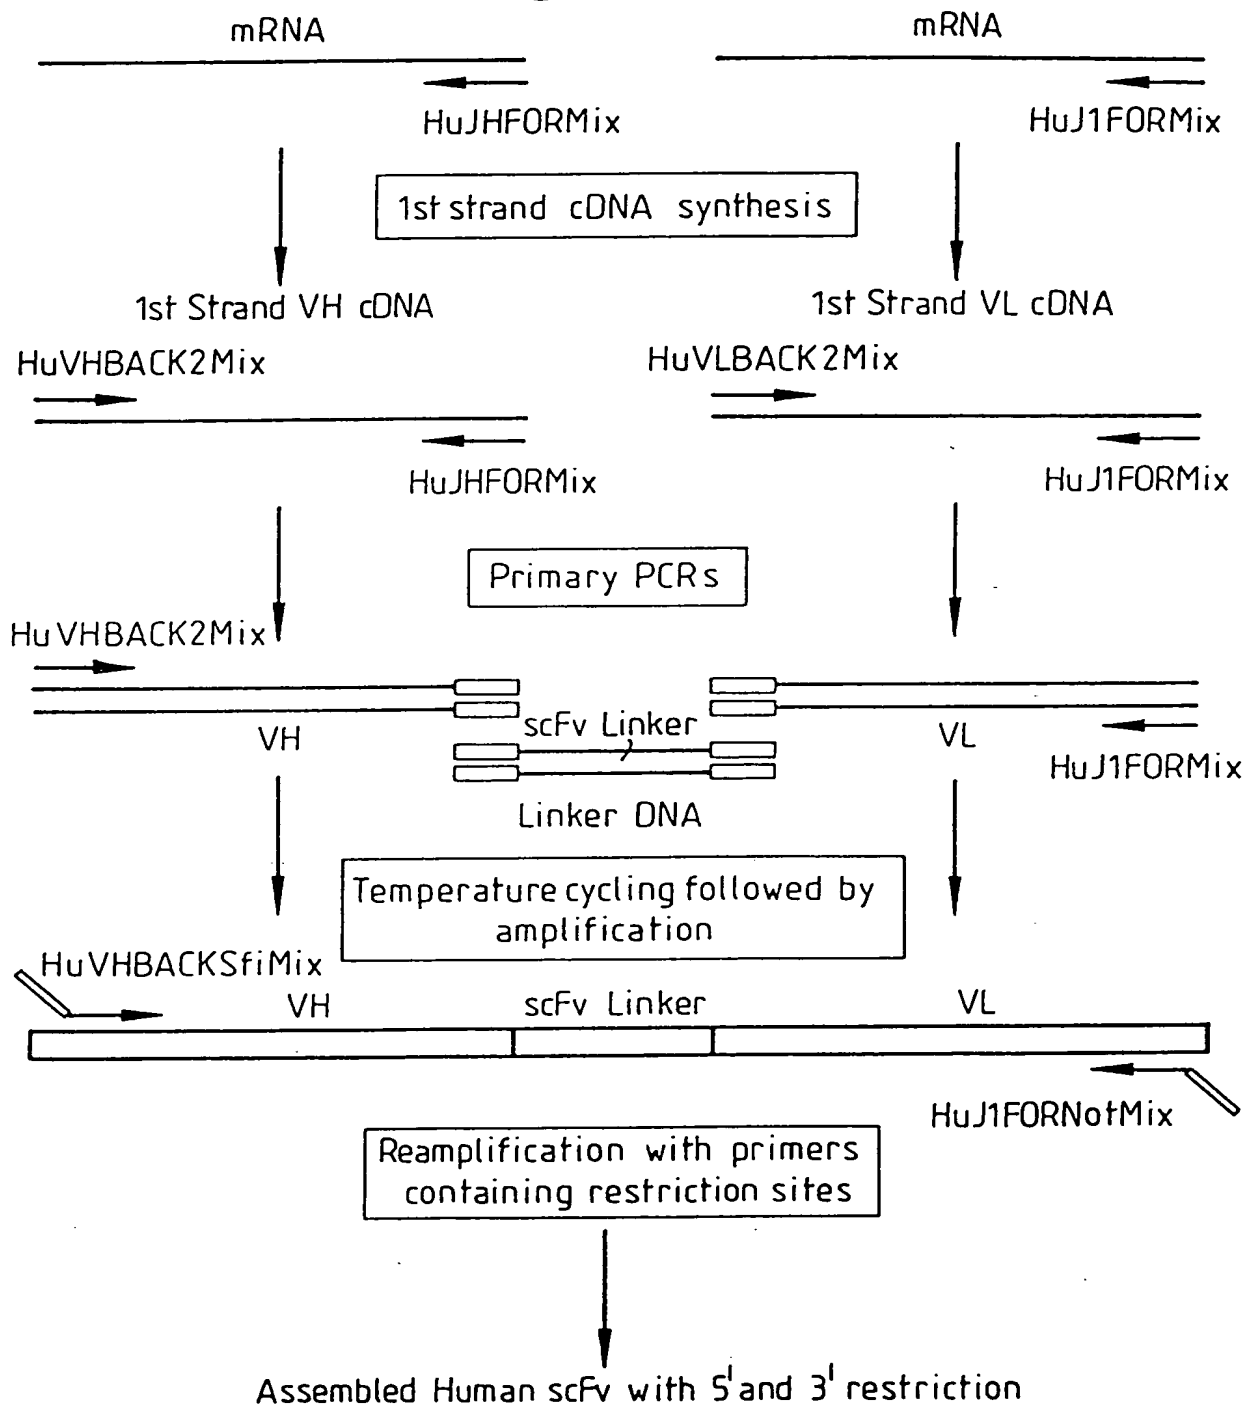 mRNA
mRNA
HuJHFORMix
HuJ1FORMix
1st strand cDNA synthesis
1st Strand VH cDNA
1st Strand VL cDNA
HuVHBACK2Mix
HuVLBACK2Mix
HuJHFORMix
HuJ1FORMix
Primary PCRs
HuVHBACK2Mix
VH
scFv Linker
VL
HuJ1FORMix
Linker DNA
Temperature cycling followed by
amplification
HuVHBACKSfiMix
VH
scFv Linker
VL
HuJ1FORNotMix
Reamplification with primers
containing restriction sites
Assembled Human scFv with 5' and 3' restriction